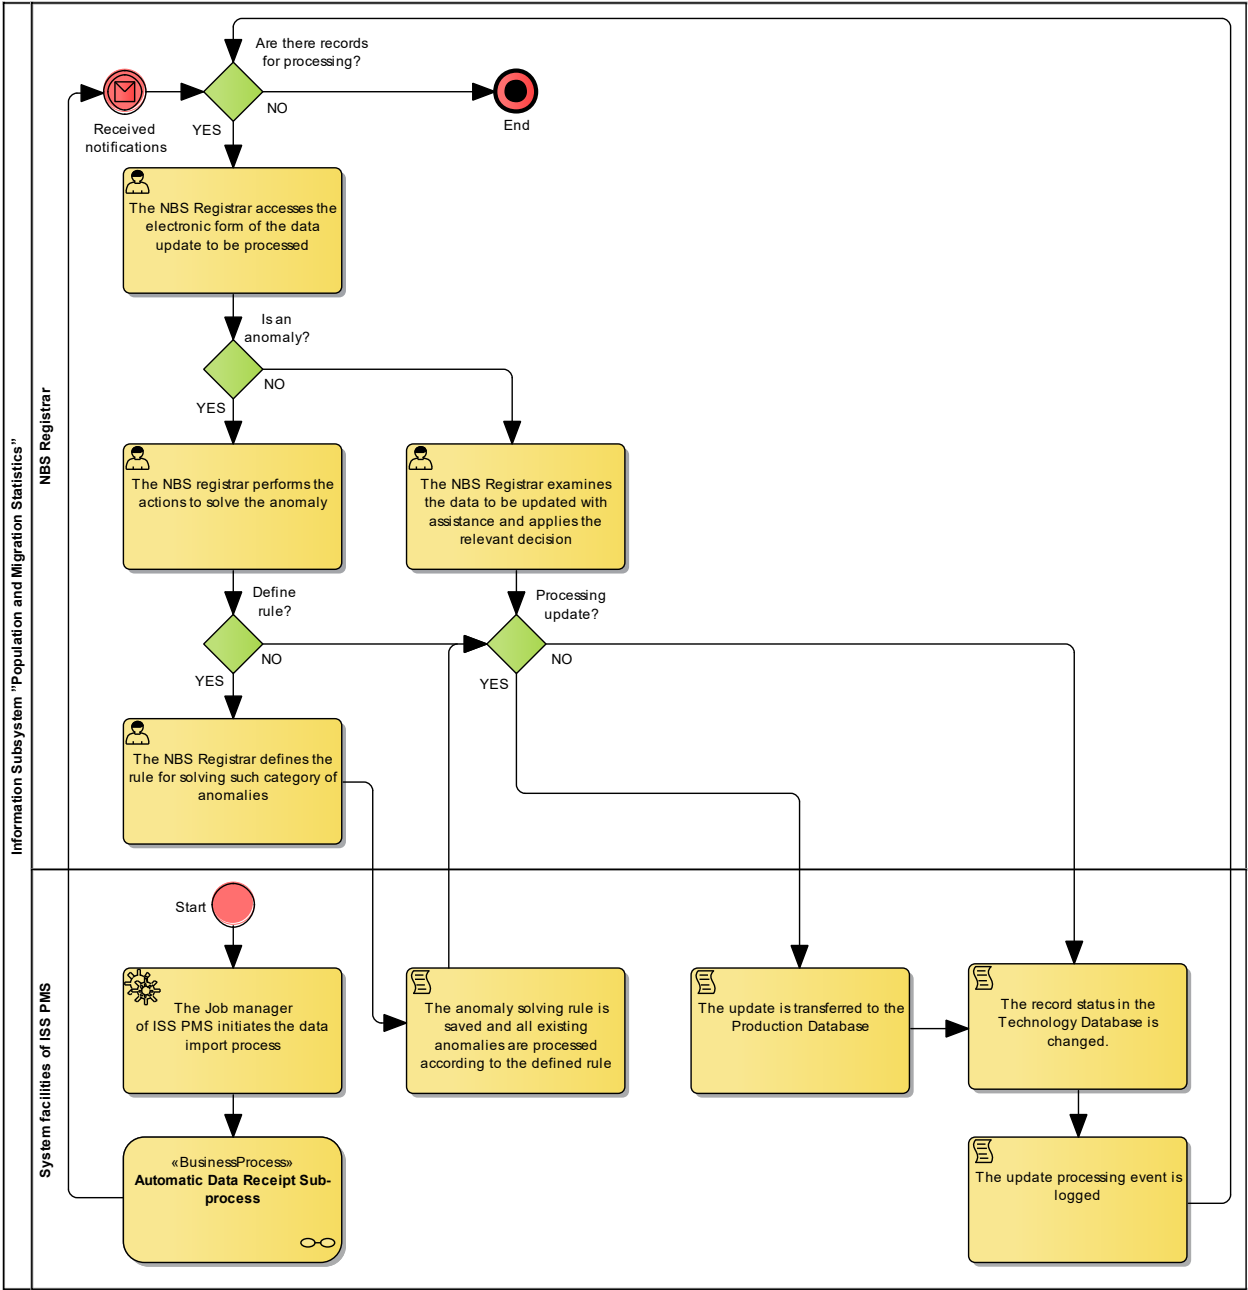 Information Subsystem ”Population and Migration Statistics”
NBS Registrar
Are there records
for processing?
Received
notifications
NO
YES
End
The NBS Registrar accesses the
electronic form of the data
update to be processed
Is an
anomaly?
NO
YES
The NBS registrar performs the
actions to solve the anomaly
The NBS Registrar examines
the data to be updated with
assistance and applies the
relevant decision
Define
rule?
NO
YES
Processing
update?
NO
YES
The NBS Registrar defines the
rule for solving such category of
anomalies
System facilities of ISS PMS
Start
The Job manager
of ISS PMS initiates the data
import process
The anomaly solving rule is
saved and all existing
anomalies are processed
according to the defined rule
The update is transferred to the
Production Database
The record status in the
Technology Database is
changed.
«BusinessProcess»
Automatic Data Receipt Sub-
process
The update processing event is
logged